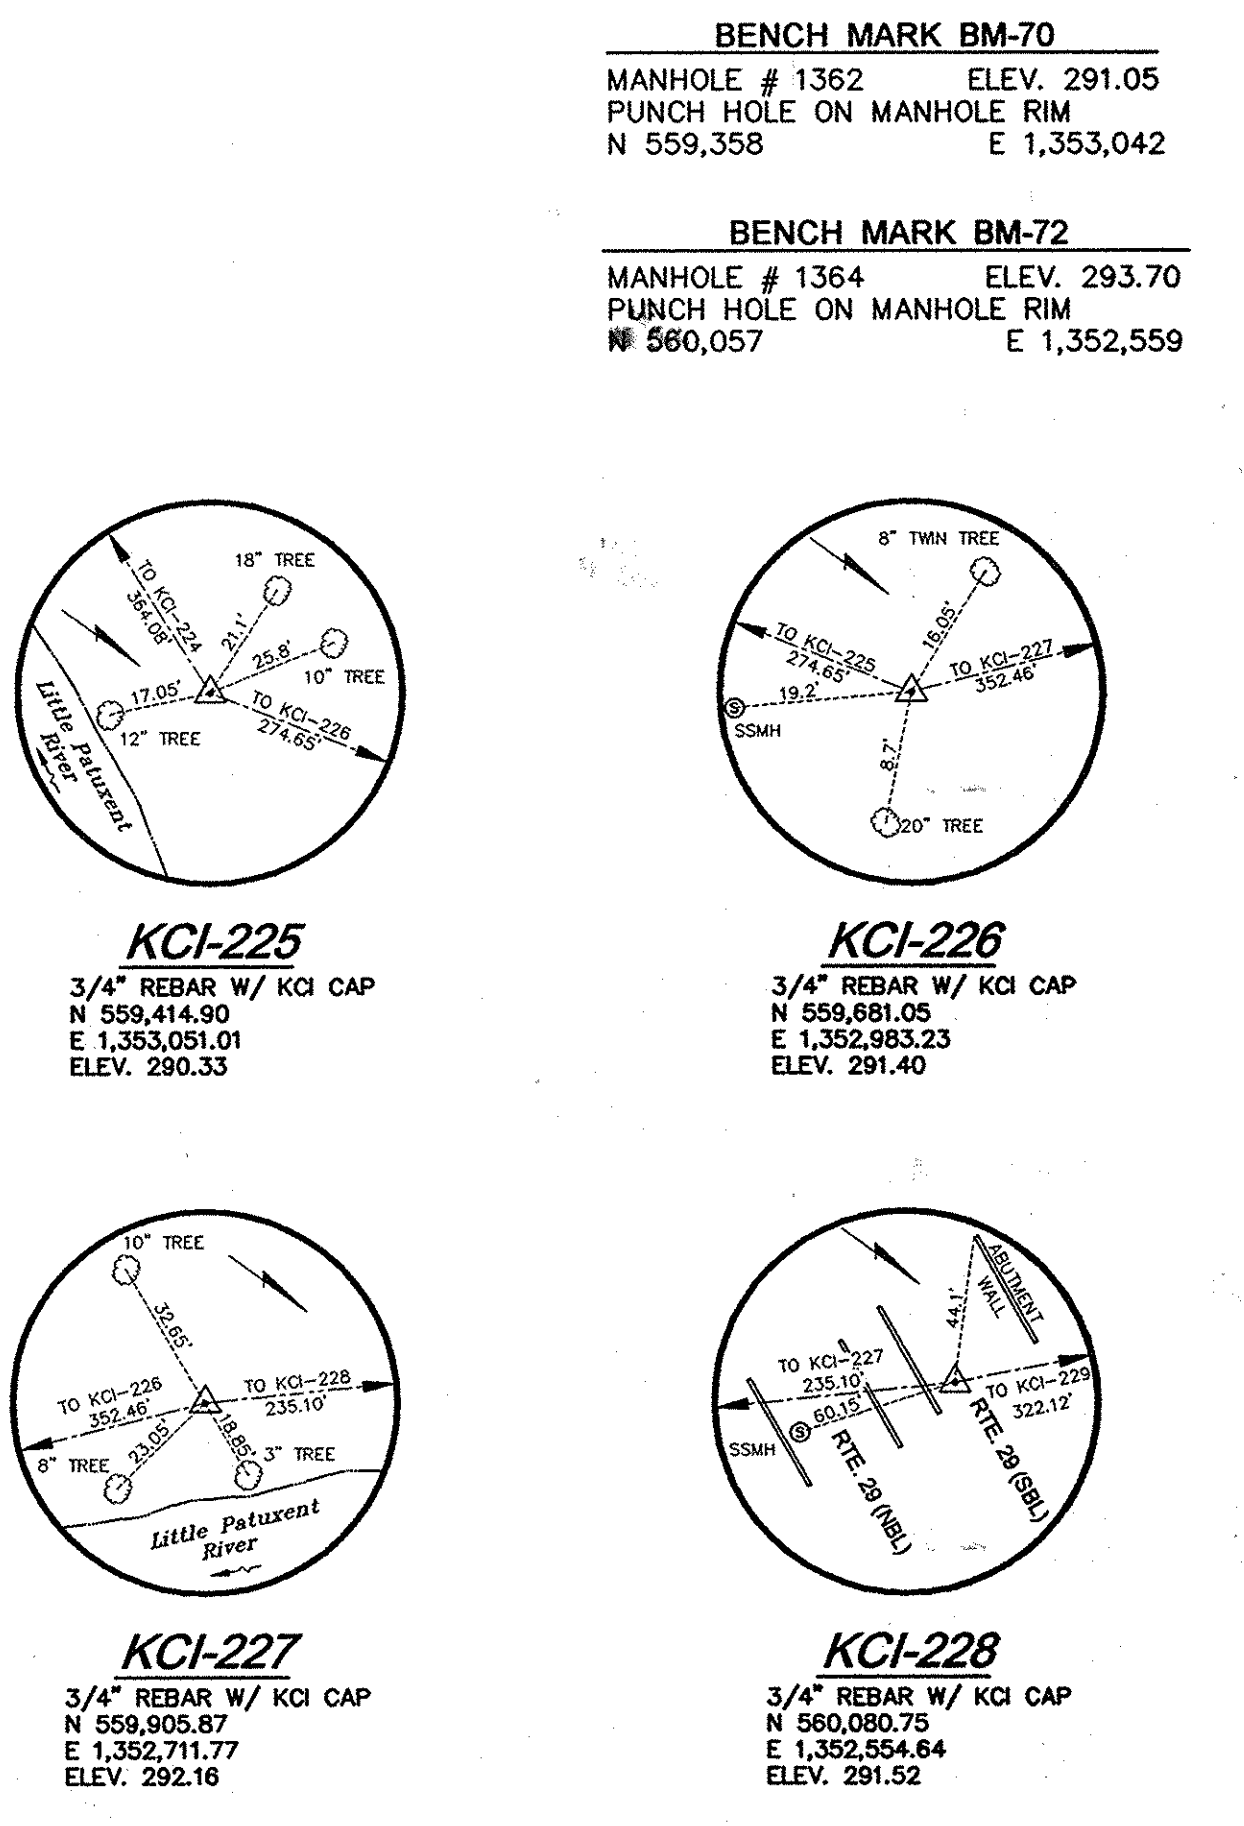 BENCH MARK BM-70
MANHOLE # 1362 ELEV. 291.05
PUNCH HOLE ON MANHOLE RIM
N 559,358 E 1,353,042
BENCH MARK BM-72
MANHOLE # 1364 ELEV. 293.70
PUNCH HOLE ON MANHOLE RIM
N 560,057 E 1,352,559
18" TREE
TO KCI-224
364.08'
21.1'
25.8'
10" TREE
17.05'
12" TREE
TO KCI-226
274.65'
Little Patuxent
River
KCI-225
3/4" REBAR W/ KCI CAP
N 559,414.90
E 1,353,051.01
ELEV. 290.33
8" TWIN TREE
16.05'
TO KCI-225
274.65'
TO KCI-227
352.46'
19.2'
S
SSMH
8.7'
20" TREE
KCI-226
3/4" REBAR W/ KCI CAP
N 559,681.05
E 1,352,983.23
ELEV. 291.40
10" TREE
32.65'
TO KCI-226
352.46'
TO KCI-228
235.10'
23.05'
18.85'
8" TREE
3" TREE
Little Patuxent
River
KCI-227
3/4" REBAR W/ KCI CAP
N 559,905.87
E 1,352,711.77
ELEV. 292.16
ABUTMENT
WALL
44.1'
TO KCI-227
235.10'
TO KCI-229
322.12'
60.15'
S
SSMH
RTE. 29 (NBL)
RTE. 29 (SBL)
KCI-228
3/4" REBAR W/ KCI CAP
N 560,080.75
E 1,352,554.64
ELEV. 291.52